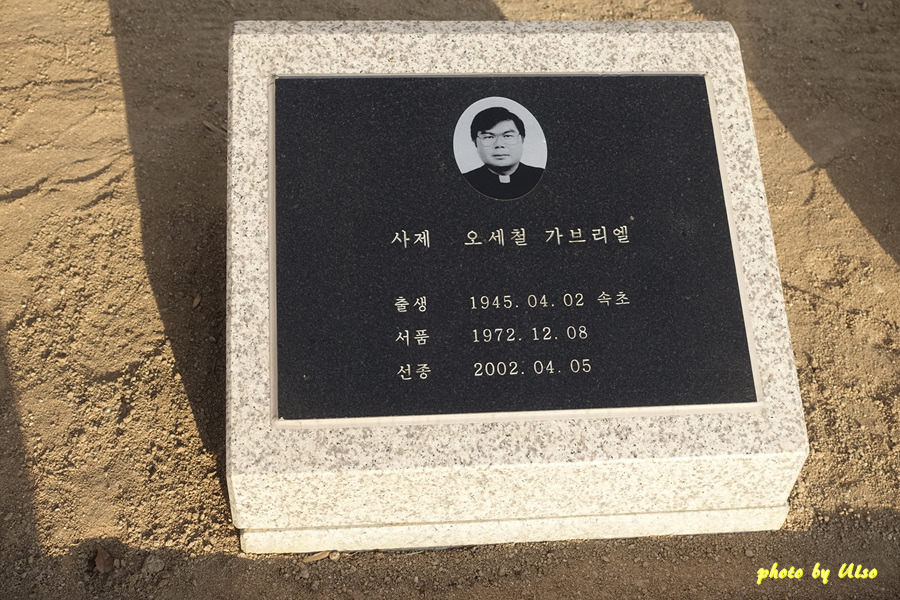 사제 오세철 가브리엘
출생 1945. 04. 02 속초
서품 1972. 12. 08
선종 2002. 04. 05
photo by Ulso